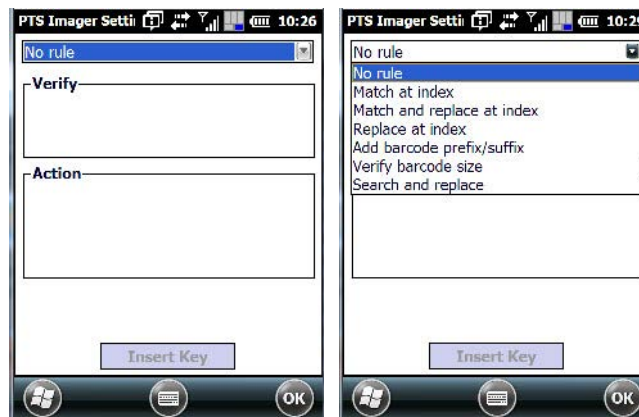 PTS Imager Setti 10:26
No rule
Verify
Action
Insert Key
OK
PTS Imager Setti 10:29
No rule
No rule
Match at index
Match and replace at index
Replace at index
Add barcode prefix/suffix
Verify barcode size
Search and replace
Insert Key
OK